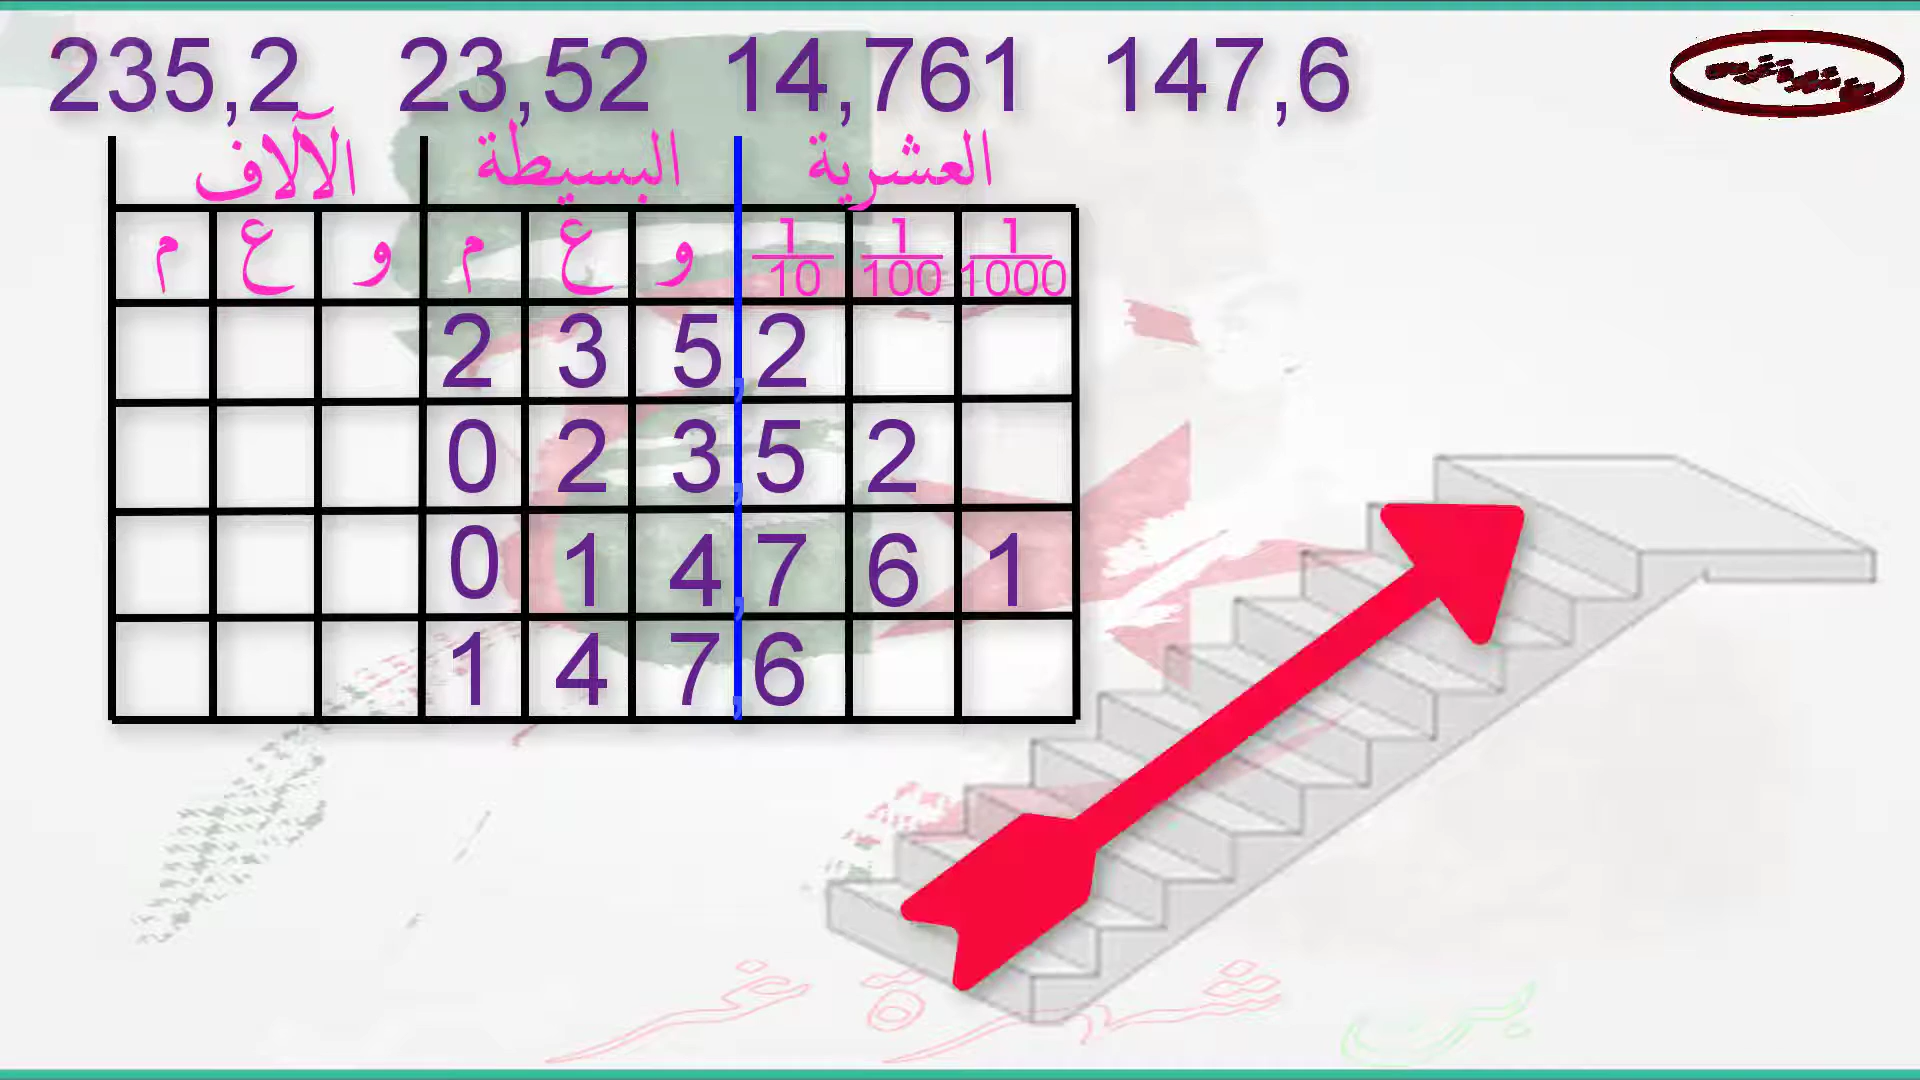 235,2 23,52 14,761 147,6
الآلاف البسيطة العشرية
م ع و م ع و 1/10 1/100 1/1000
2 3 5,2
0 2 3,5 2
0 1 4,7 6 1
1 4 7,6